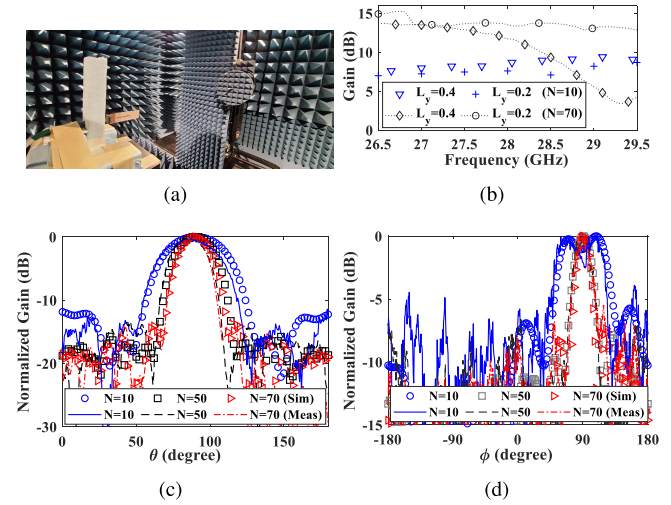 (a)
15
10
5
0
Gain (dB)
L_y=0.4 L_y=0.2 (N=10)
L_y=0.4 L_y=0.2 (N=70)
26.5 27 27.5 28 28.5 29 29.5
Frequency (GHz)
(b)
0
-10
-20
-30
Normalized Gain (dB)
N=10 N=50 N=70 (Sim)
N=10 N=50 N=70 (Meas)
0 50 100 150
θ (degree)
(c)
0
-5
-10
-15
Normalized Gain (dB)
N=10 N=50 N=70 (Sim)
N=10 N=50 N=70 (Meas)
-180 -90 0 90 180
ϕ (degree)
(d)